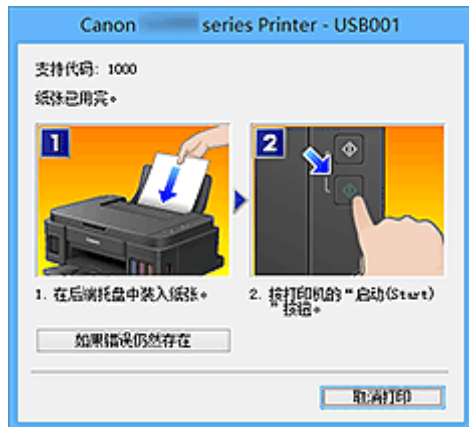 Canon series Printer - USB001
支持代码: 1000
纸张已用完。
1
2
1. 在后端托盘中装入纸张。
2. 按打印机的“启动(Start)
”按钮。
如果错误仍然存在
取消打印